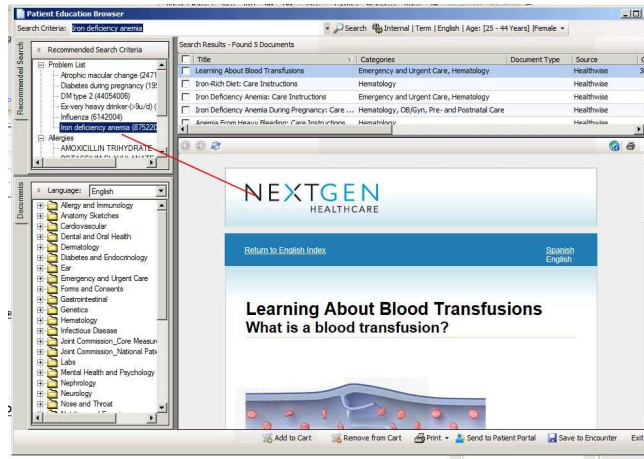 Patient Education Browser
Search Criteria: Iron deficiency anemia
Search
Internal | Term | English | Age: [25 - 44 Years] |Female
Recommended Search
Recommended Search Criteria
Problem List
Atrophic macular change (2471
Diabetes during pregnancy (19
DM type 2 (44054006)
Ex-very heavy drinker-(>9u/d) (
Influenza (6142004)
Iron deficiency anemia (875220
Allergies
AMOXICILLIN TRIHYDRATE
POTASSIUM CLAVULANATE
Search Results - Found 5 Documents
Title Categories Document Type Source
Learning About Blood Transfusions Emergency and Urgent Care, Hematology Healthwise 3
Iron-Rich Diet: Care Instructions Hematology Healthwise
Iron Deficiency Anemia: Care Instructions Emergency and Urgent Care, Hematology Healthwise
Iron Deficiency Anemia During Pregnancy: Care ... Hematology, OB/Gyn, Pre- and Postnatal Care Healthwise
Anemia From Heavy Bleeding: Care Instructions Hematology Healthwise
Documents
Language: English
Allergy and Immunology
Anatomy Sketches
Cardiovascular
Dental and Oral Health
Dermatology
Diabetes and Endocrinology
Ear
Emergency and Urgent Care
Forms and Consents
Gastrointestinal
Genetics
Hematology
Infectious Disease
Joint Commission_Core Measur
Joint Commission_National Patie
Labs
Mental Health and Psychology
Nephrology
Neurology
Nose and Throat
NEXTGEN
HEALTHCARE
Return to English Index
Spanish
English
Learning About Blood Transfusions
What is a blood transfusion?
Add to Cart Remove from Cart Print Send to Patient Portal Save to Encounter Exit